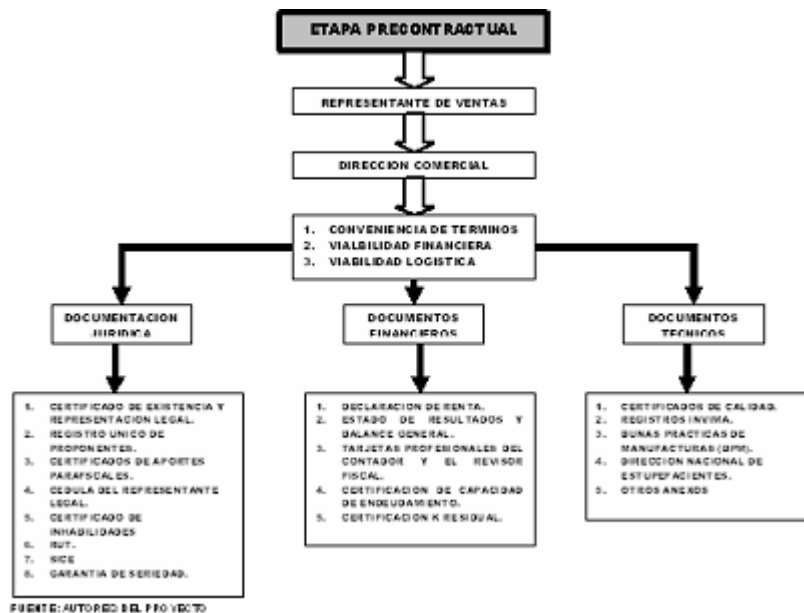 ETAPA PRECONTRACTUAL
REPRESENTANTE DE VENTAS
DIRECCION COMERCIAL
1. CONVENIENCIA DE TERMINOS
2. VIALBILIDAD FINANCIERA
3. VIABILIDAD LOGISTICA
DOCUMENTACION
JURIDICA
DOCUMENTOS
FINANCIEROS
DOCUMENTOS
TECNICOS
1. CERTIFICADO DE EXISTENCIA Y
REPRESENTACION LEGAL.
2. REGISTRO UNICO DE
PROPONENTES.
3. CERTIFICADOS DE APORTES
PARAFISCALES.
4. CEDULA DEL REPRESENTANTE
LEGAL.
5. CERTIFICADO DE
INHABILIDADES
6. RUT.
7. SICE
8. GARANTIA DE SERIEDAD.
1. DECLARACION DE RENTA.
2. ESTADO DE RESULTADOS Y
BALANCE GENERAL.
3. TARJETAS PROFESIONALES DEL
CONTADOR Y EL REVISOR
FISCAL.
4. CERTIFICACION DE CAPACIDAD
DE ENDEUDAMIENTO.
5. CERTIFICACION K RESIDUAL.
1. CERTIFICADOS DE CALIDAD.
2. REGISTROS INVIMA.
3. BUNAS PRACTICAS DE
MANUFACTURAS (BPM).
4. DIRECCION NACIONAL DE
ESTUPEFACIENTES.
5. OTROS ANEXOS
FUENTE: AUTORES DEL PROYECTO